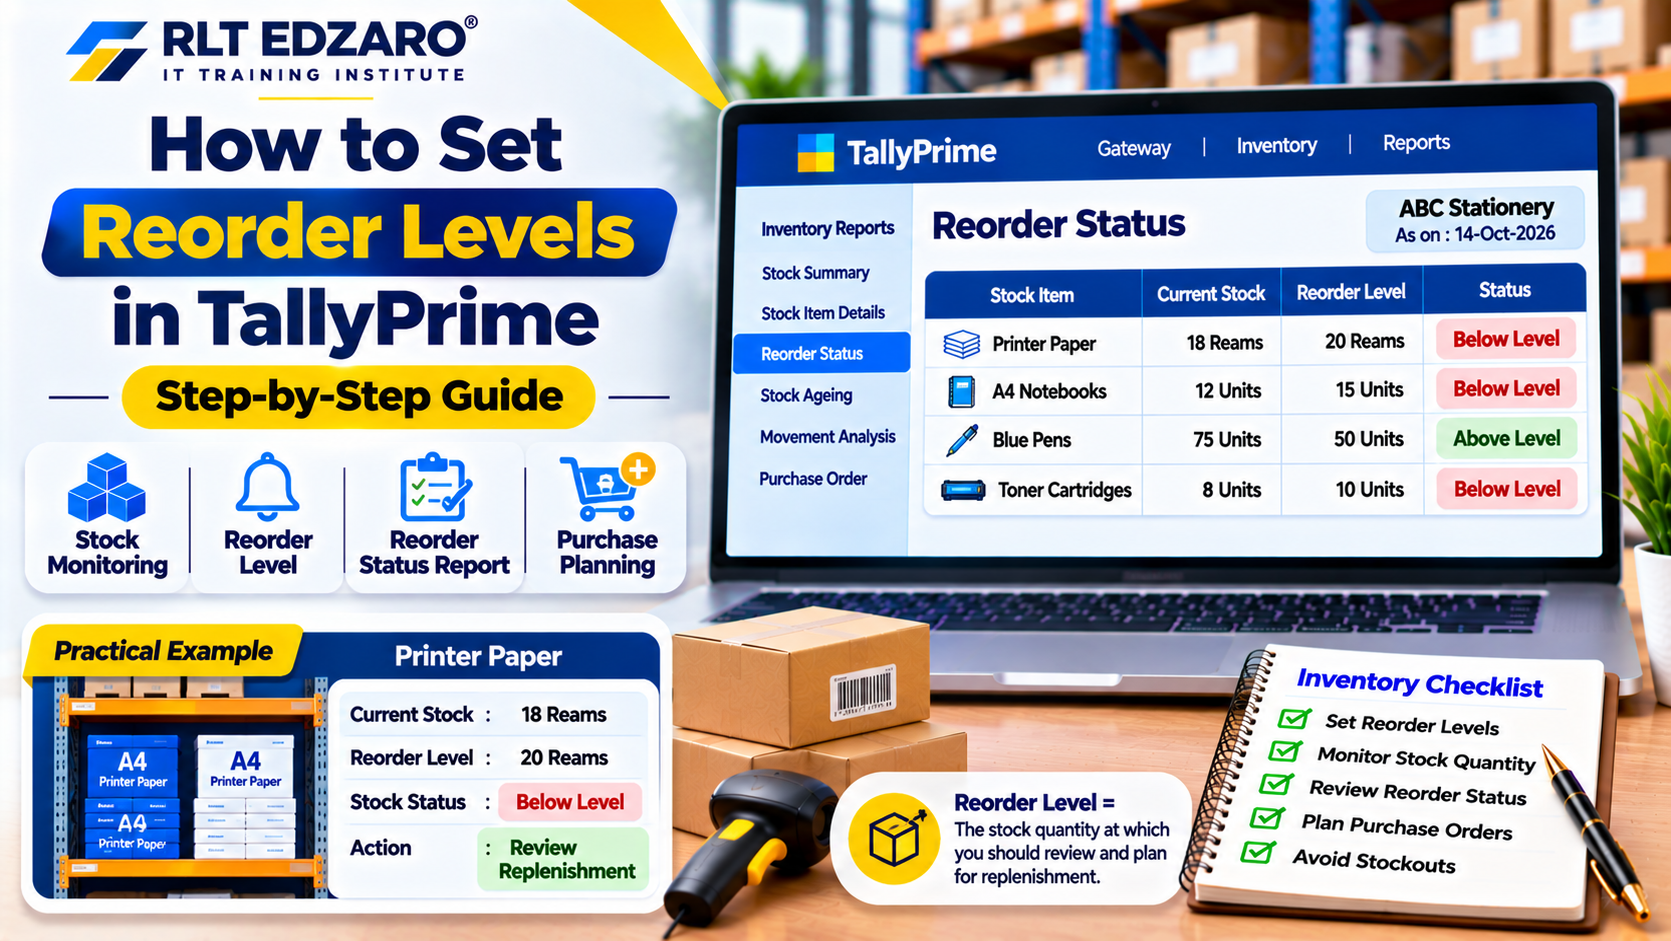 RLT EDZARO®
IT TRAINING INSTITUTE
How to Set
Reorder Levels
in TallyPrime
Step-by-Step Guide
Stock
Monitoring
Reorder
Level
Reorder
Status Report
Purchase
Planning
Practical Example
Printer Paper
A4
Printer Paper
A4
Printer Paper
A4
Printer Paper
Current Stock : 18 Reams
Reorder Level : 20 Reams
Stock Status : Below Level
Action : Review
Replenishment
TallyPrime
Gateway | Inventory | Reports
Inventory Reports
Stock Summary
Stock Item Details
Reorder Status
Stock Ageing
Movement Analysis
Purchase Order
Reorder Status
ABC Stationery
As on : 14-Oct-2026
Stock Item Current Stock Reorder Level Status
Printer Paper 18 Reams 20 Reams Below Level
A4 Notebooks 12 Units 15 Units Below Level
Blue Pens 75 Units 50 Units Above Level
Toner Cartridges 8 Units 10 Units Below Level
Reorder Level =
The stock quantity at which
you should review and plan
for replenishment.
Inventory Checklist
Set Reorder Levels
Monitor Stock Quantity
Review Reorder Status
Plan Purchase Orders
Avoid Stockouts